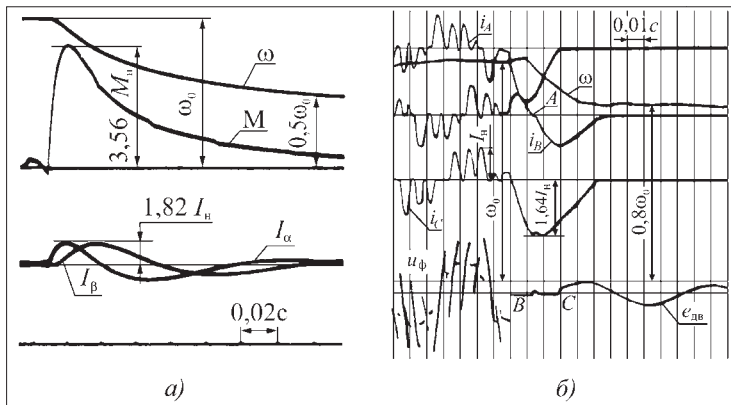 ω
3,56 Mн
ω₀
0,5ω₀
M
1,82 Iн
Iα
Iβ
0,02с
а)
iA
0,01с
ω
A
iB
Iн
ω₀
1,64Iн
0,8ω₀
iC
uф
B
C
eдв
б)